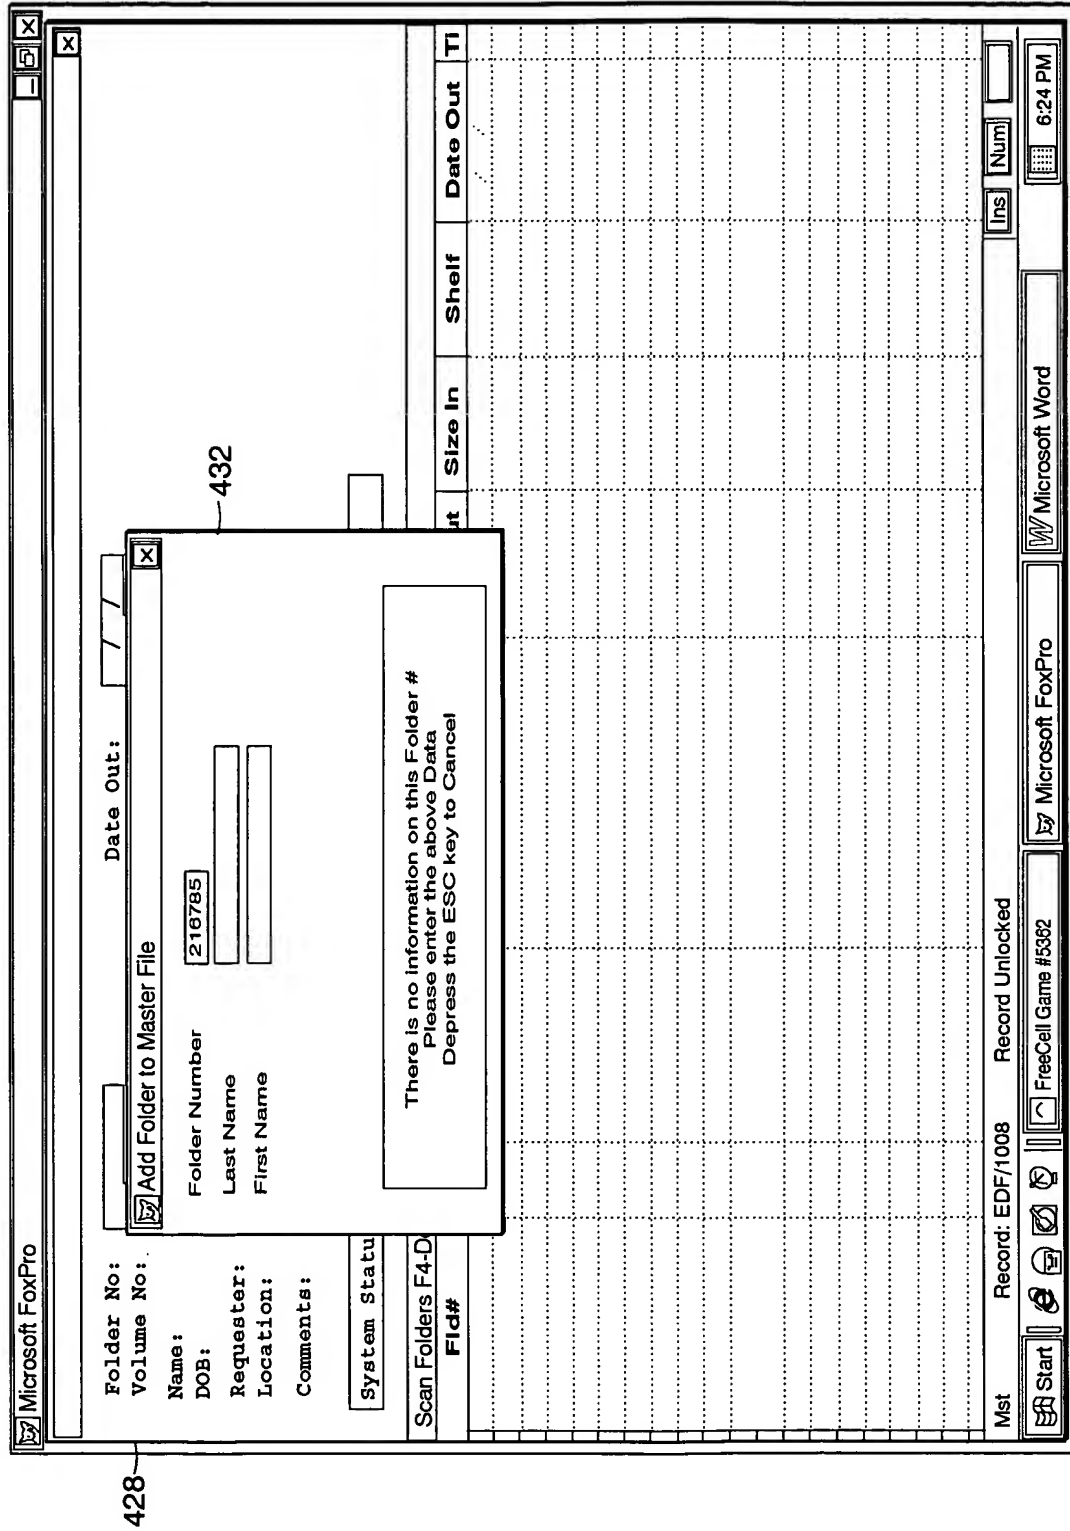 Microsoft FoxPro
428
Folder No:
Date Out: / /
Volume No:
Name:
DOB:
Requester:
Location:
Comments:
System Statu
Add Folder to Master File
432
Folder Number 216785
Last Name
First Name
There is no information on this Folder #
Please enter the above Data
Depress the ESC key to Cancel
Scan Folders F4-D
Fld# ut Size In Shelf Date Out Ti
Mst Record: EDF/1008 Record Unlocked Ins Num
Start FreeCell Game #5362 Microsoft FoxPro W Microsoft Word 6:24 PM